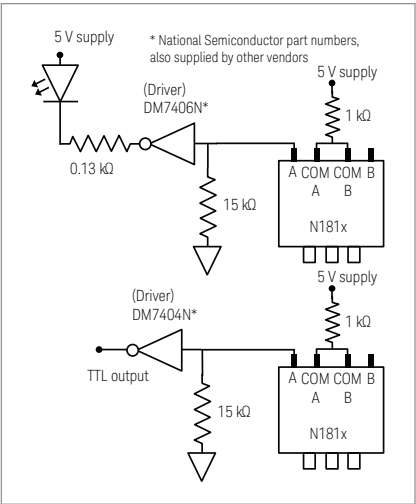 5 V supply
* National Semiconductor part numbers,
also supplied by other vendors
5 V supply
(Driver)
DM7406N*
1 kΩ
0.13 kΩ
A COM COM B
A B
15 kΩ
N181x
5 V supply
(Driver)
DM7404N*
1 kΩ
TTL output
A COM COM B
A B
15 kΩ
N181x